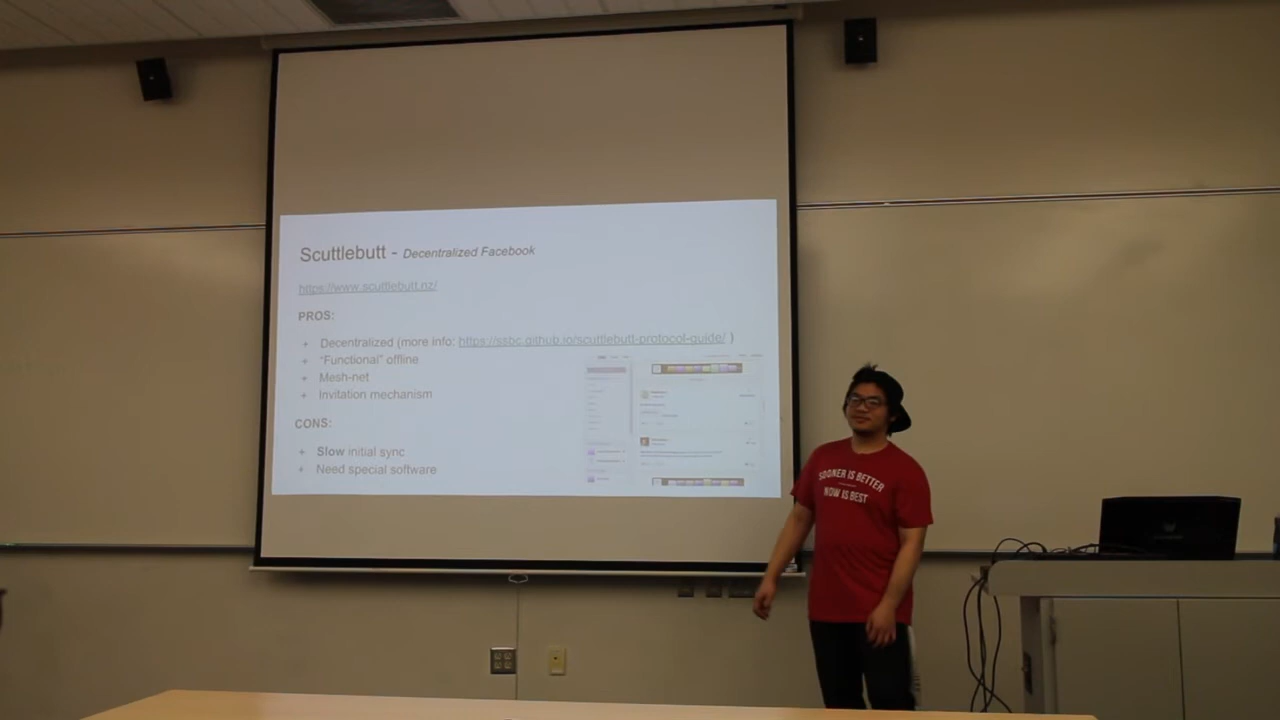 Scuttlebutt - Decentralized Facebook
https://www.scuttlebutt.nz/
PROS:
+ Decentralized (more info: https://ssbc.github.io/scuttlebutt-protocol-guide/ )
+ “Functional” offline
+ Mesh-net
+ Invitation mechanism
CONS:
+ Slow initial sync
+ Need special software
SOONER IS BETTER
NOW IS BEST